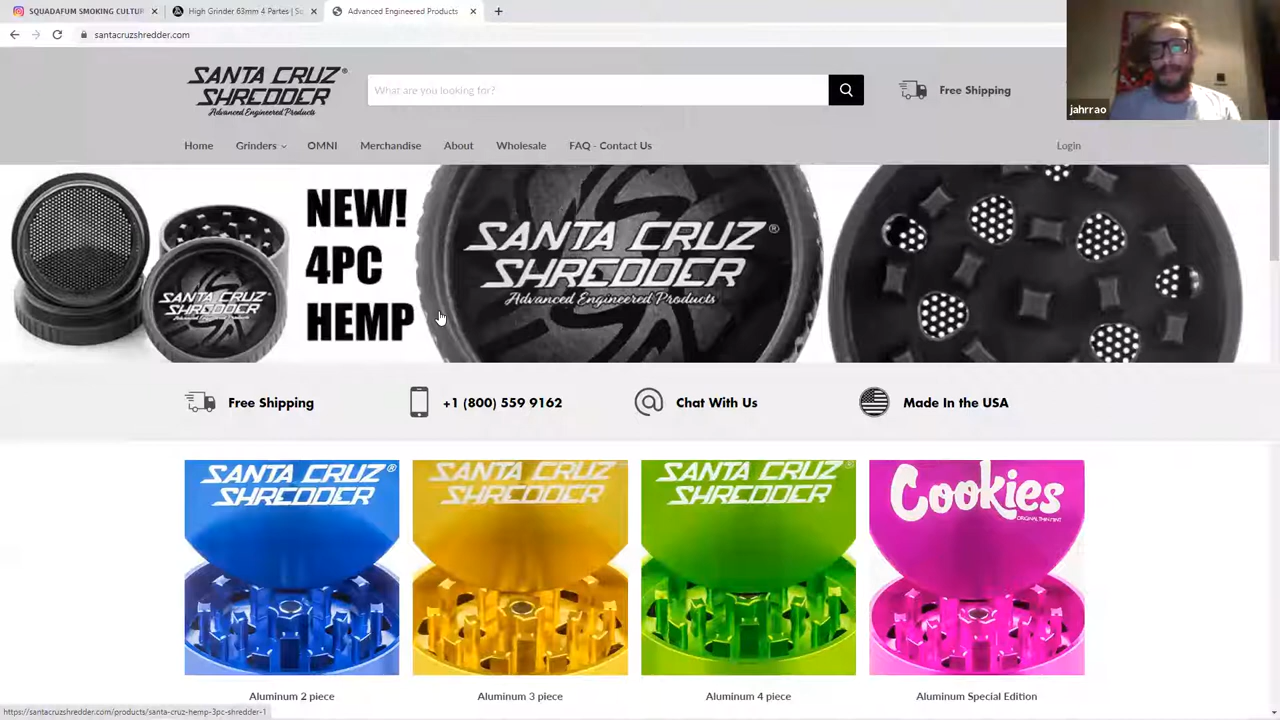 SQUADAFUM SMOKING CULTUR
High Grinder 63mm 4 Partes | Su
Advanced Engineered Products
santacruzshredder.com
SANTA CRUZ
SHREDDER®
Advanced Engineered Products
What are you looking for?
Free Shipping
jahrrao
Home
Grinders
OMNI
Merchandise
About
Wholesale
FAQ - Contact Us
Login
NEW!
4PC
HEMP
SANTA CRUZ
SHREDDER
SANTA CRUZ®
SHREDDER
Advanced Engineered Products
Free Shipping
+1 (800) 559 9162
Chat With Us
Made In the USA
SANTA CRUZ®
SHREDDER
SANTA CRUZ
SHREDDER
SANTA CRUZ®
SHREDDER
Cookies
Aluminum 2 piece
Aluminum 3 piece
Aluminum 4 piece
Aluminum Special Edition
https://santacruzshredder.com/products/santa-cruz-hemp-3pc-shredder-1